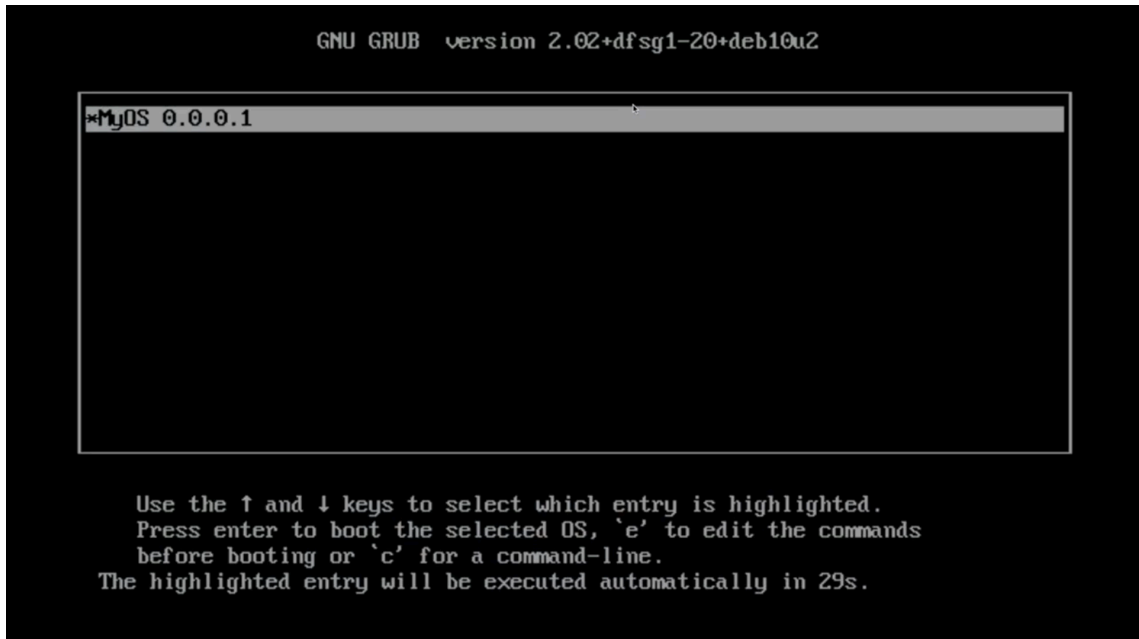 GNU GRUB  version 2.02+dfsg1-20+deb10u2
*MyOS 0.0.0.1
Use the ↑ and ↓ keys to select which entry is highlighted.
Press enter to boot the selected OS, `e' to edit the commands
before booting or `c' for a command-line.
The highlighted entry will be executed automatically in 29s.